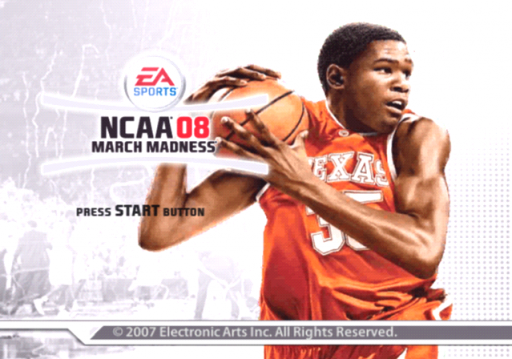 EA
SPORTS
NCAA 08
MARCH MADNESS
PRESS START BUTTON
TEXAS
35
© 2007 Electronic Arts Inc. All Rights Reserved.